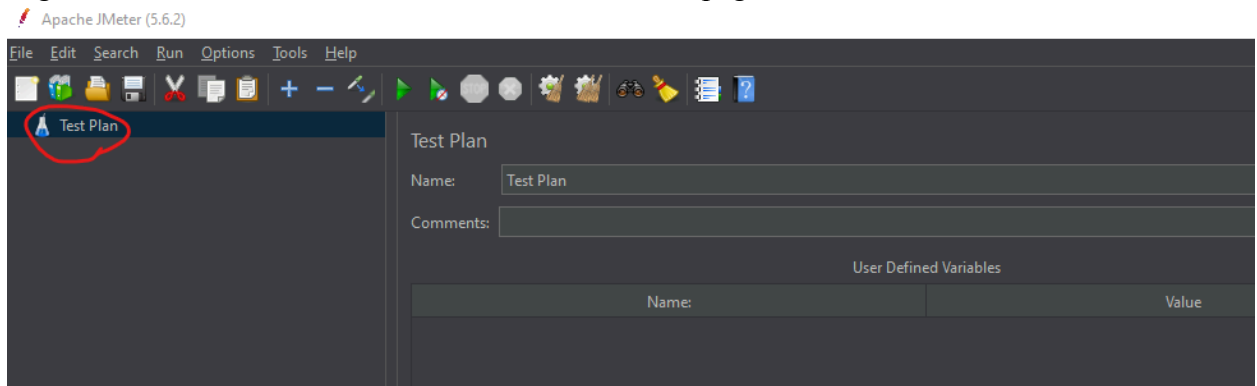 Apache JMeter (5.6.2)
File Edit Search Run Options Tools Help
STOP
Test Plan
Test Plan
Name: Test Plan
Comments:
User Defined Variables
Name: Value